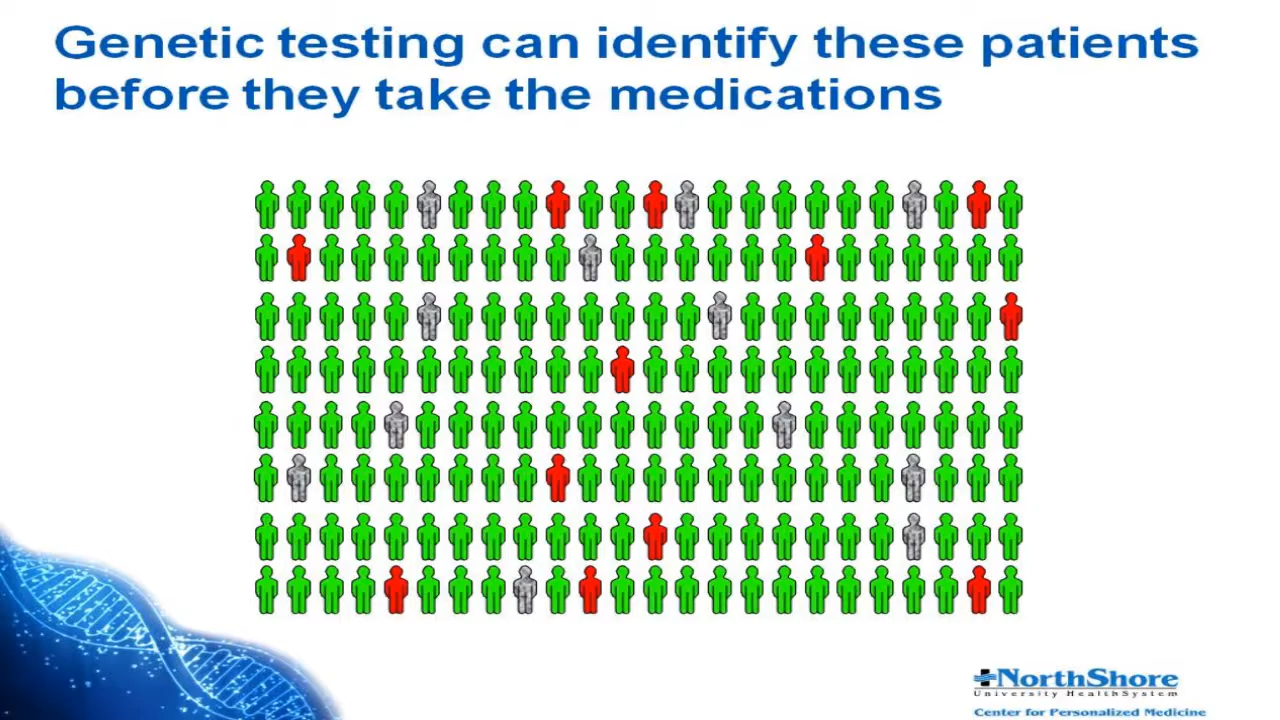 Genetic testing can identify these patients
before they take the medications
NorthShore
University HealthSystem
Center for Personalized Medicine